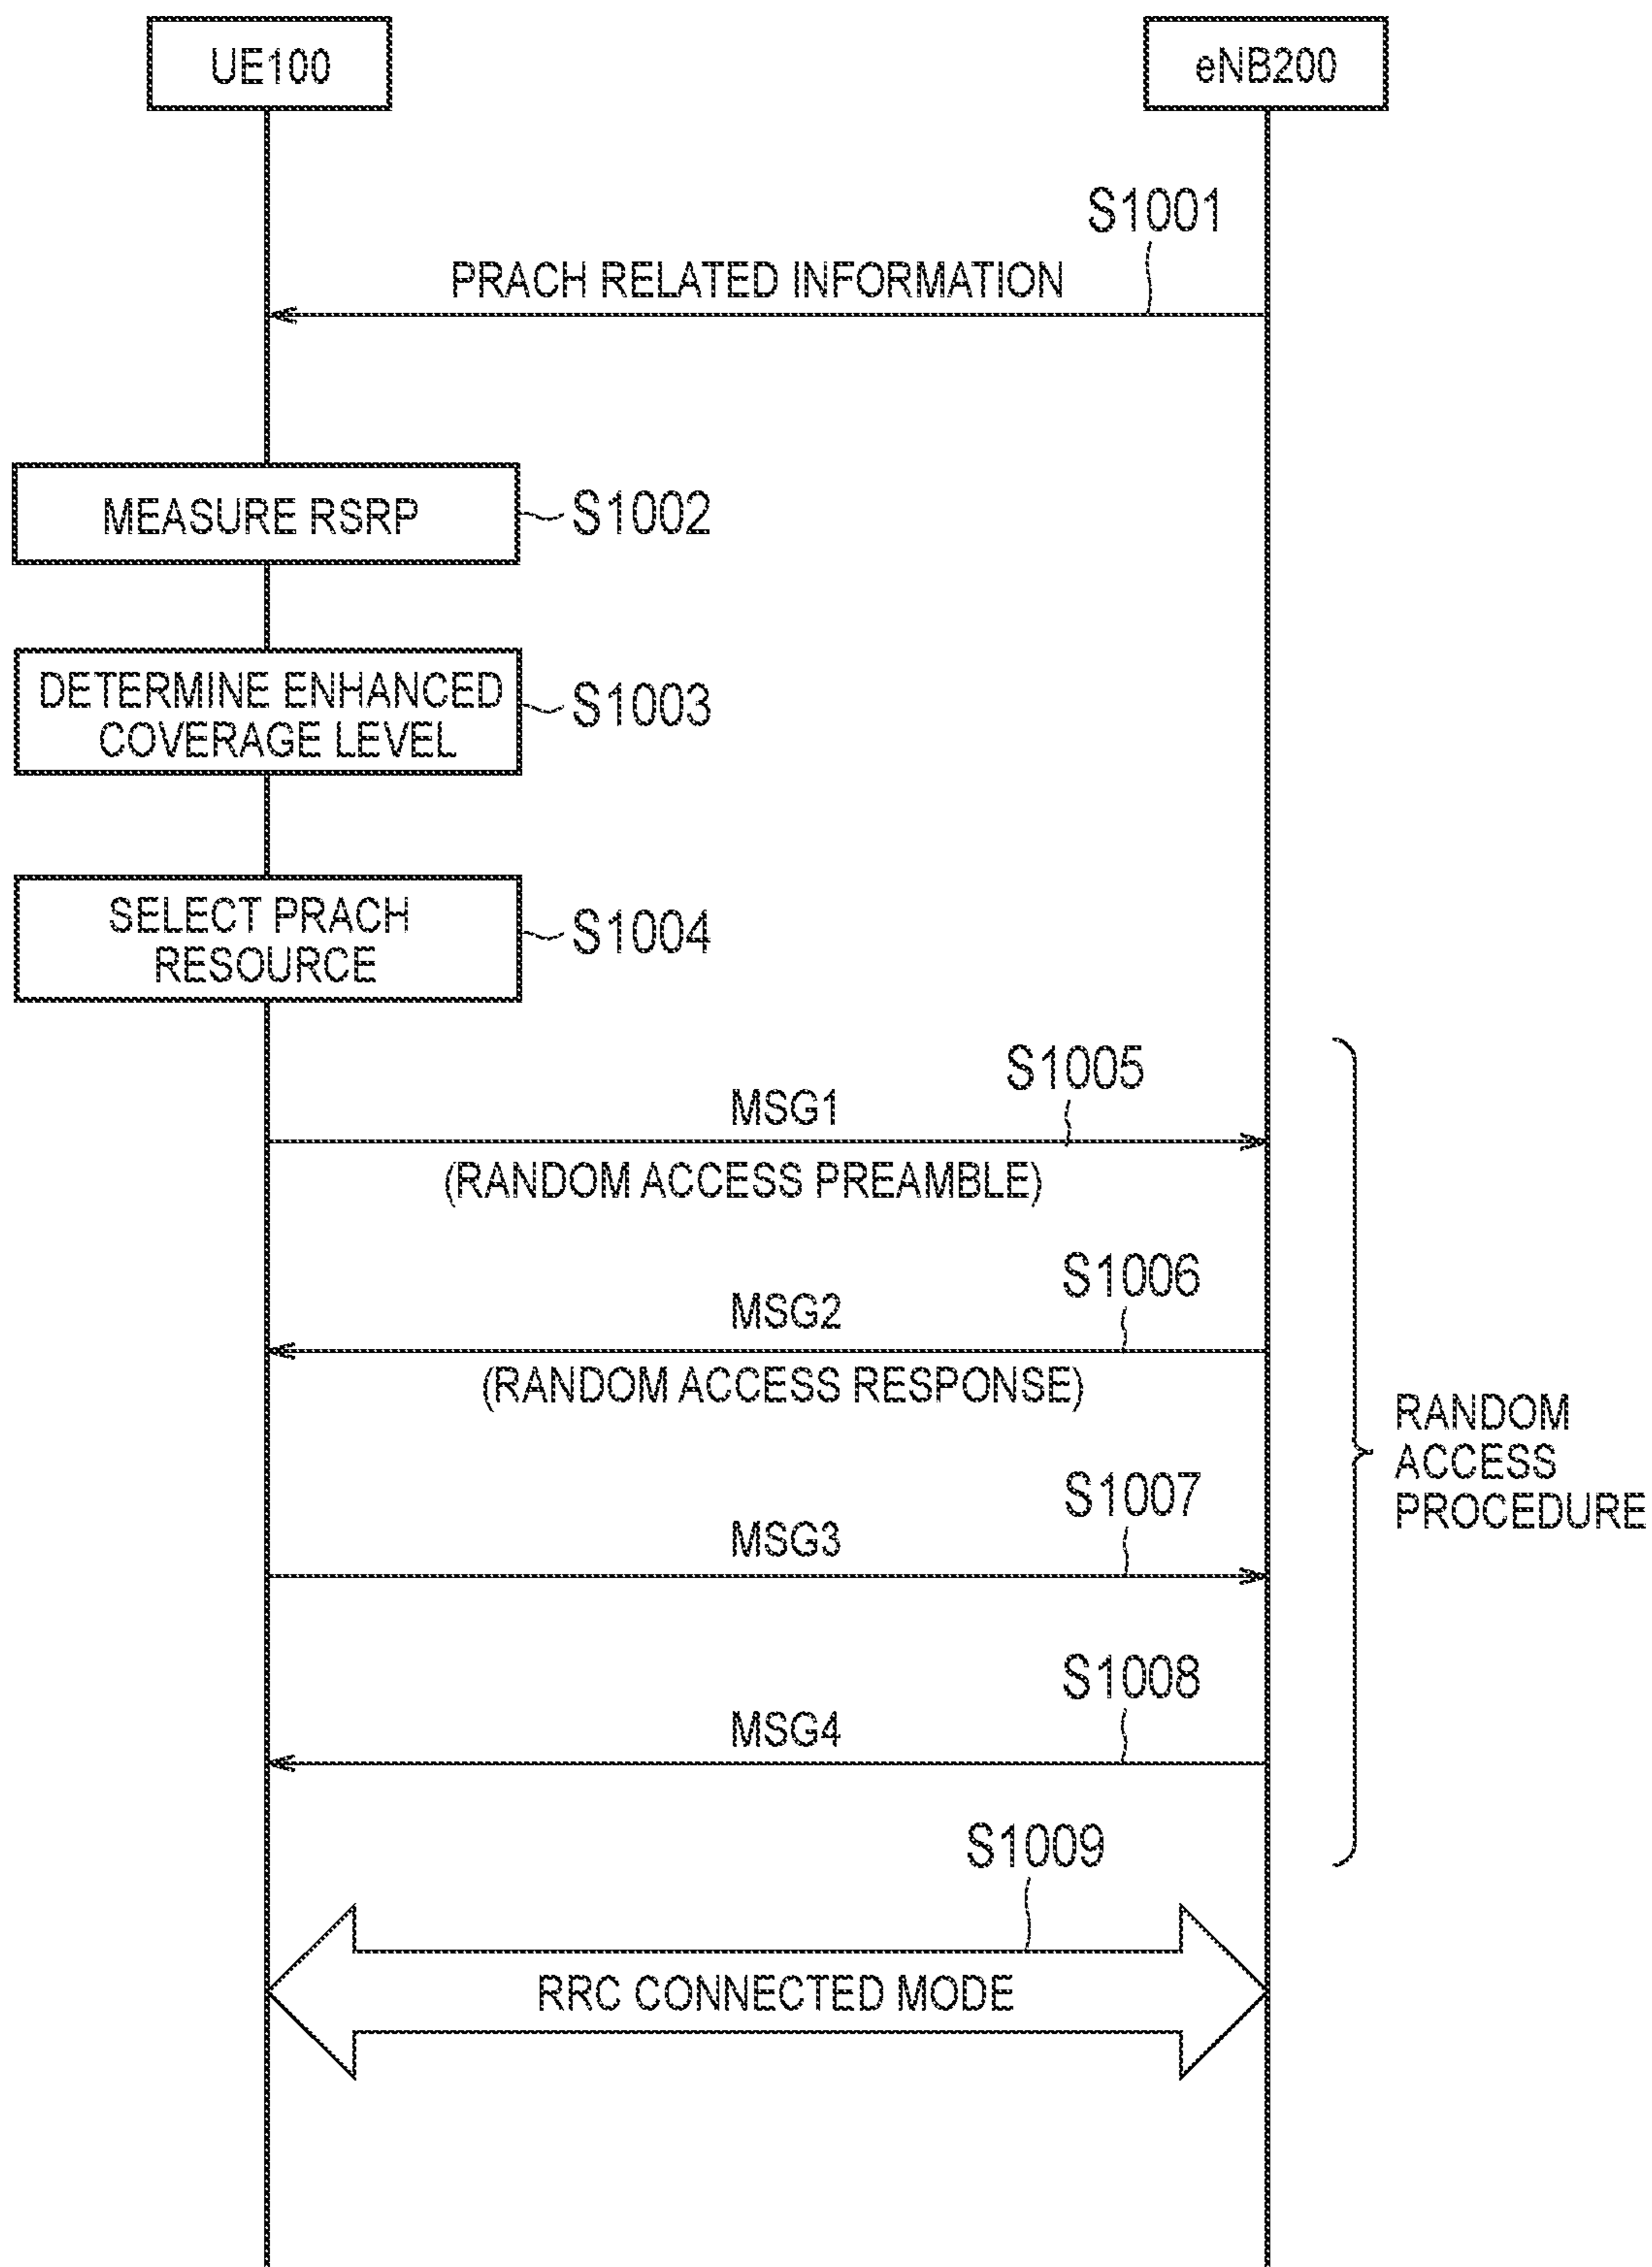 UE100
eNB200
S1001
PRACH RELATED INFORMATION
MEASURE RSRP
S1002
DETERMINE ENHANCED
COVERAGE LEVEL
S1003
SELECT PRACH
RESOURCE
S1004
S1005
MSG1
(RANDOM ACCESS PREAMBLE)
S1006
MSG2
(RANDOM ACCESS RESPONSE)
RANDOM
ACCESS
PROCEDURE
S1007
MSG3
S1008
MSG4
S1009
RRC CONNECTED MODE